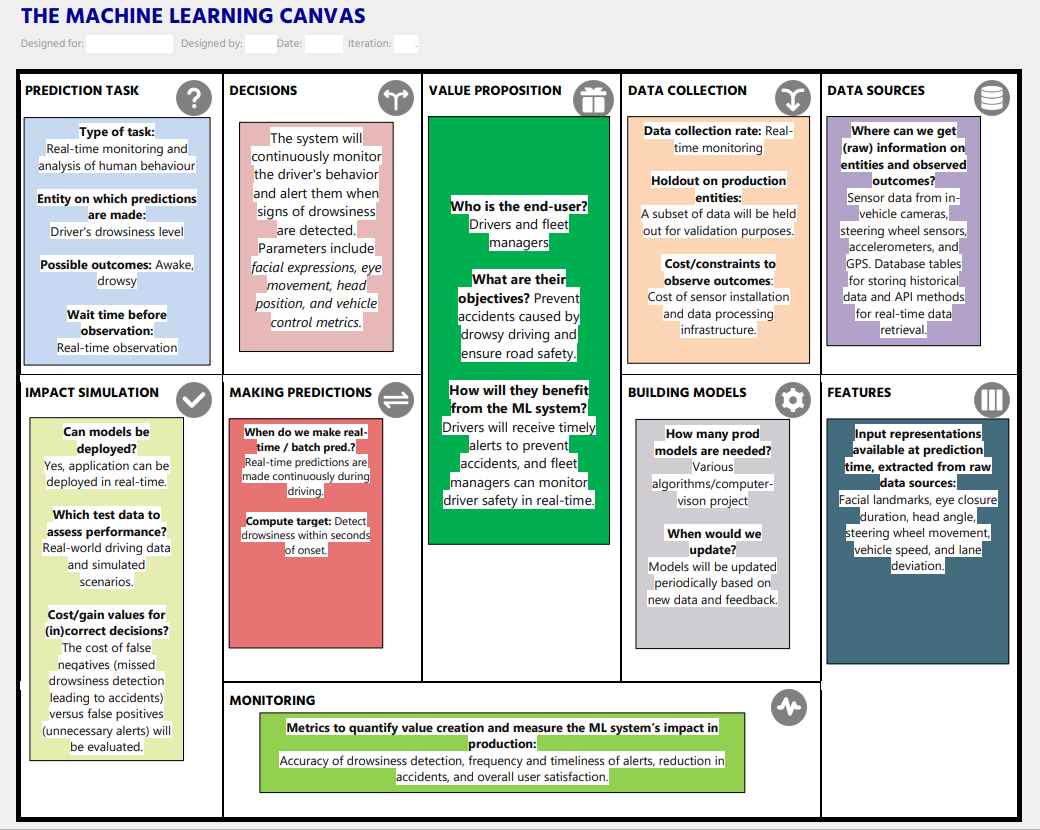 THE MACHINE LEARNING CANVAS
Designed for:
Designed by:
Date:
Iteration:
.
PREDICTION TASK
Type of task:
Real-time monitoring and
analysis of human behaviour
Entity on which predictions
are made:
Driver's drowsiness level
Possible outcomes: Awake,
drowsy
Wait time before
observation:
Real-time observation
DECISIONS
The system will
continuously monitor
the driver's behavior
and alert them when
signs of drowsiness
are detected.
Parameters include
facial expressions, eye
movement, head
position, and vehicle
control metrics.
VALUE PROPOSITION
Who is the end-user?
Drivers and fleet
managers
What are their
objectives? Prevent
accidents caused by
drowsy driving and
ensure road safety.
How will they benefit
from the ML system?
Drivers will receive timely
alerts to prevent
accidents, and fleet
managers can monitor
driver safety in real-time.
DATA COLLECTION
Data collection rate: Real-
time monitoring
Holdout on production
entities:
A subset of data will be held
out for validation purposes.
Cost/constraints to
observe outcomes:
Cost of sensor installation
and data processing
infrastructure.
DATA SOURCES
Where can we get
(raw) information on
entities and observed
outcomes?
Sensor data from in-
vehicle cameras,
steering wheel sensors,
accelerometers, and
GPS. Database tables
for storing historical
data and API methods
for real-time data
retrieval.
IMPACT SIMULATION
Can models be
deployed?
Yes, application can be
deployed in real-time.
Which test data to
assess performance?
Real-world driving data
and simulated
scenarios.
Cost/gain values for
(in)correct decisions?
The cost of false
negatives (missed
drowsiness detection
leading to accidents)
versus false positives
(unnecessary alerts) will
be evaluated.
MAKING PREDICTIONS
When do we make real-
time / batch pred.?
Real-time predictions are
made continuously during
driving.
Compute target: Detect
drowsiness within seconds
of onset.
BUILDING MODELS
How many prod
models are needed?
Various
algorithms/computer-
vison project
When would we
update?
Models will be updated
periodically based on
new data and feedback.
FEATURES
Input representations
available at prediction
time, extracted from raw
data sources:
Facial landmarks, eye closure
duration, head angle,
steering wheel movement,
vehicle speed, and lane
deviation.
MONITORING
Metrics to quantify value creation and measure the ML system's impact in
production:
Accuracy of drowsiness detection, frequency and timeliness of alerts, reduction in
accidents, and overall user satisfaction.